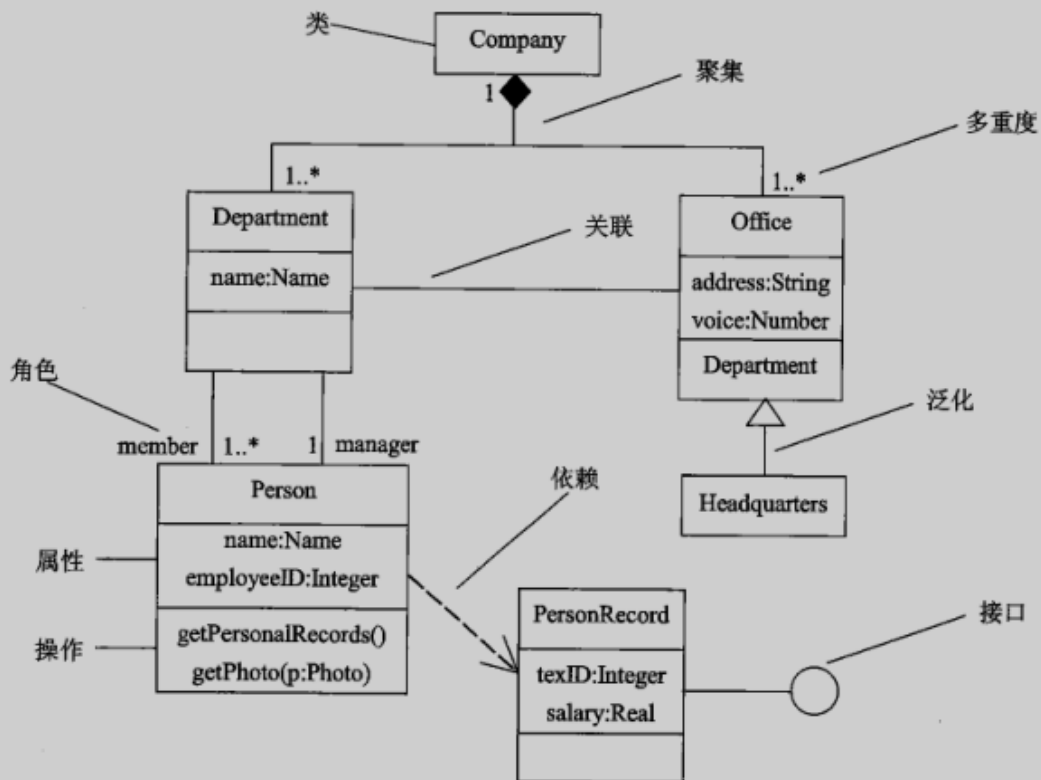 类
Company
1
聚集
多重度
1..*
1..*
Department
name:Name
关联
Office
address:String
voice:Number
Department
角色
member
1..*
1
manager
泛化
Headquarters
Person
name:Name
employeeID:Integer
getPersonalRecords()
getPhoto(p:Photo)
属性
操作
依赖
PersonRecord
texID:Integer
salary:Real
接口